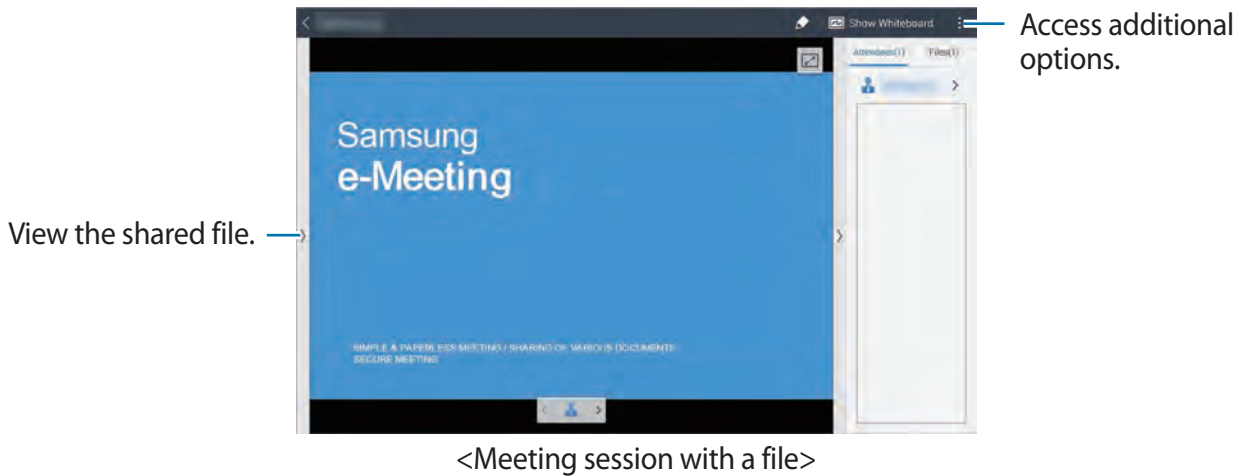 Show Whiteboard
Access additional
options.
Attendees(1) Files(1)
Samsung
e-Meeting
View the shared file.
SIMPLE & PAPERLESS MEETING / SHARING OF VARIOUS DOCUMENTS
SECURE MEETING
<Meeting session with a file>